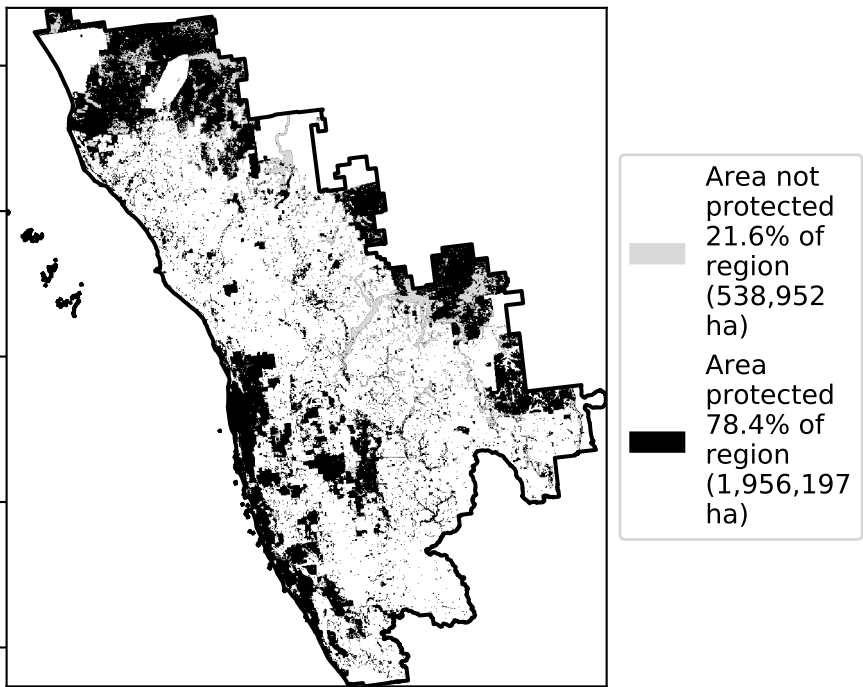 Area not
protected
21.6% of
region
(538,952
ha)
Area
protected
78.4% of
region
(1,956,197
ha)